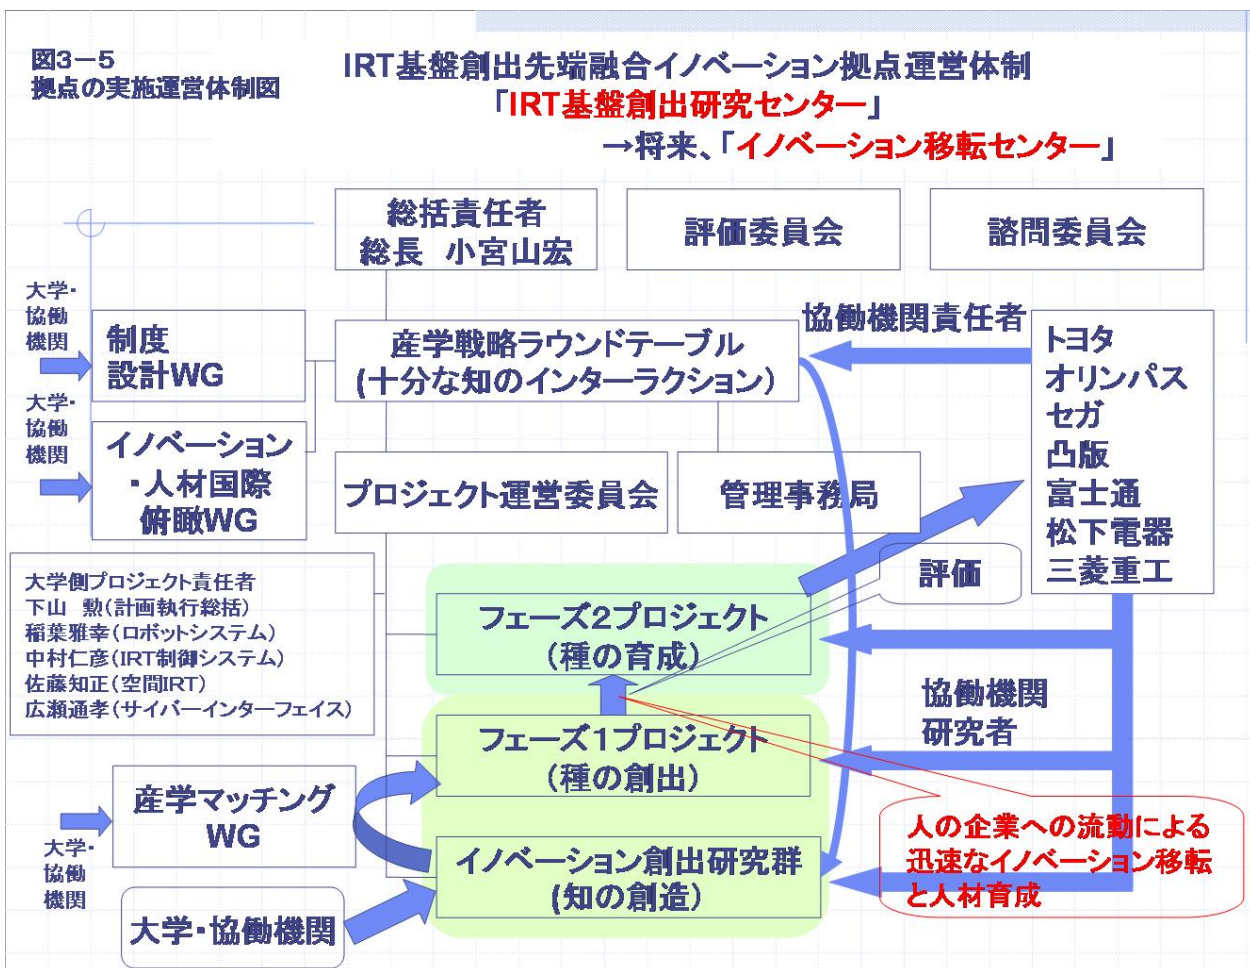 図3－5
拠点の実施運営体制図
IRT基盤創出先端融合イノベーション拠点運営体制
「IRT基盤創出研究センター」
→将来、「イノベーション移転センター」
総括責任者
総長　小宮山宏
評価委員会
諮問委員会
大学・
協働
機関
制度
設計WG
産学戦略ラウンドテーブル
(十分な知のインターラクション）
協働機関責任者
トヨタ
オリンパス
セガ
凸版
富士通
松下電器
三菱重工
大学・
協働
機関
イノベーション
・人材国際
俯瞰WG
プロジェクト運営委員会
管理事務局
大学側プロジェクト責任者
下山　勲(計画執行総括)
稲葉雅幸(ロボットシステム)
中村仁彦(IRT制御システム)
佐藤知正(空間IRT)
広瀬通孝(サイバーインターフェイス)
評価
フェーズ2プロジェクト
（種の育成）
協働機関
研究者
フェーズ1プロジェクト
（種の創出）
産学マッチング
WG
大学・
協働
機関
イノベーション創出研究群
(知の創造）
大学・協働機関
人の企業への流動による
迅速なイノベーション移転
と人材育成